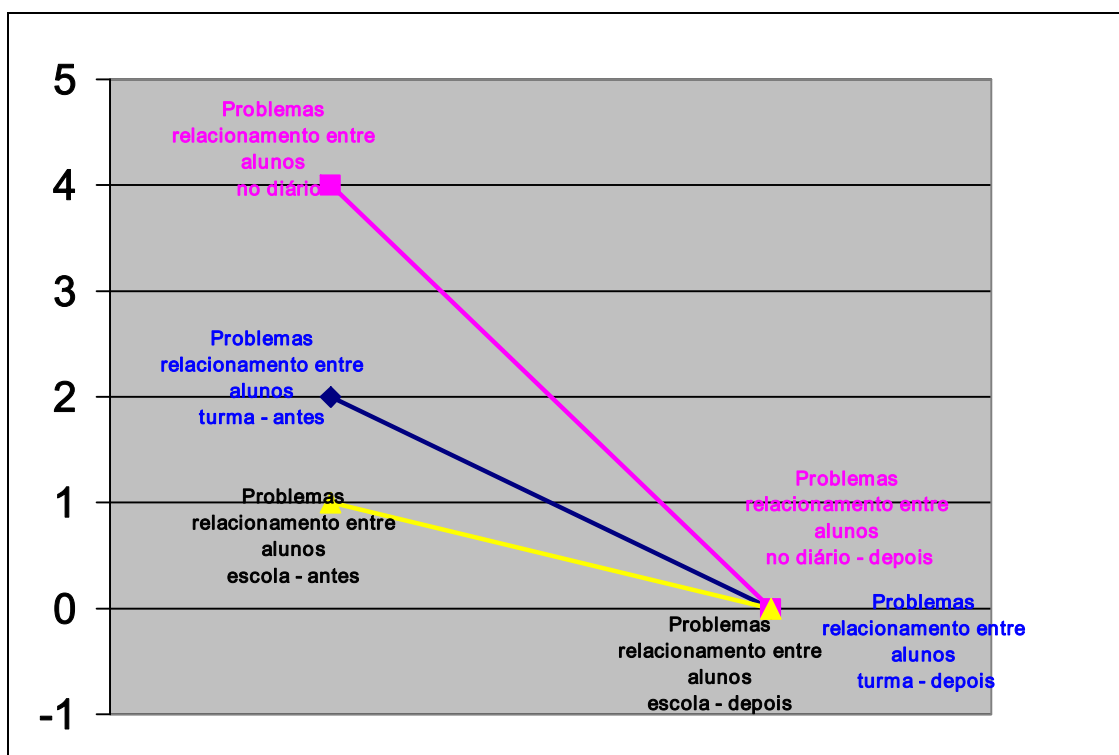 5
Problemas
relacionamento entre
alunos
no diário
4
3
Problemas
relacionamento entre
alunos
turma - antes
2
Problemas
relacionamento entre
alunos
escola - antes
1
Problemas
relacionamento entre
alunos
no diário - depois
0
Problemas
relacionamento entre
alunos
turma - depois
Problemas
relacionamento entre
alunos
escola - depois
-1